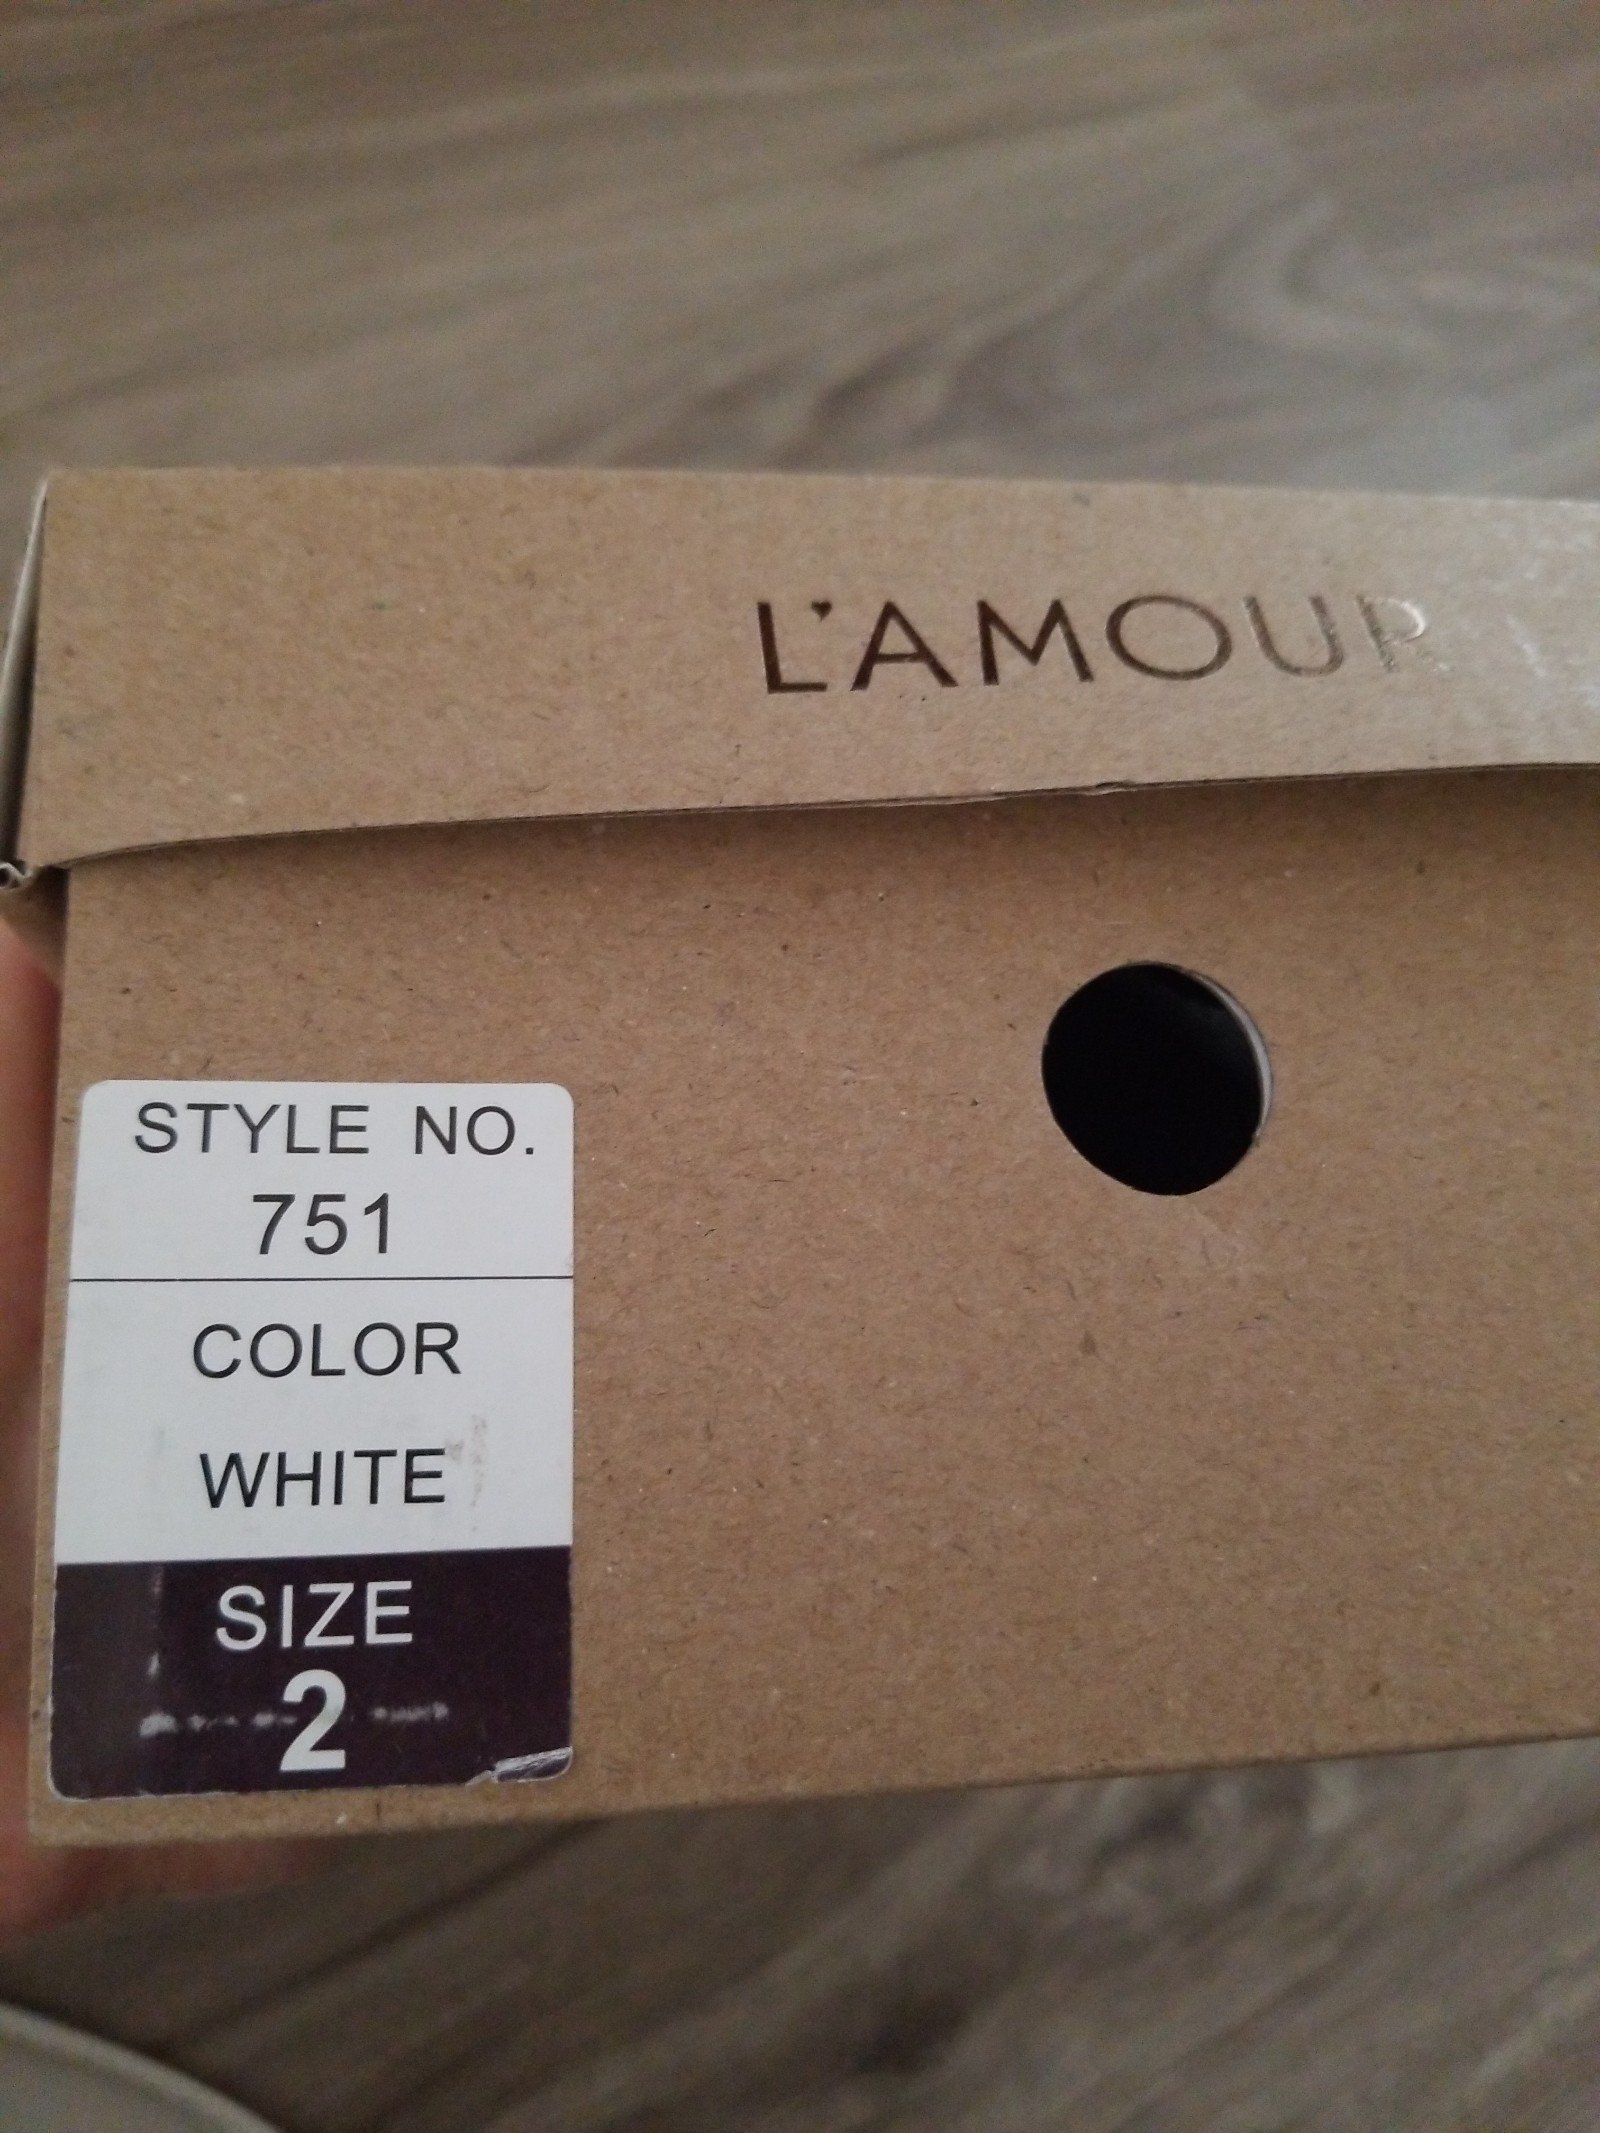 L'AMOUR
STYLE NO.
751
COLOR
WHITE
SIZE
2